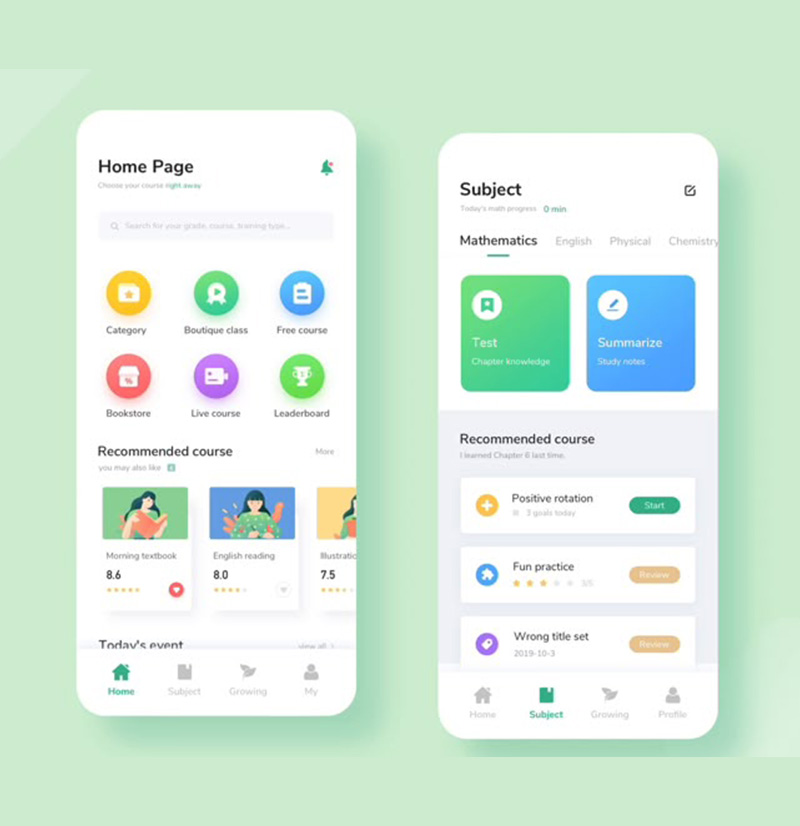 Home Page
Choose your course right away
Search for your grade, course, training type...
Category
Boutique class
Free course
%
1
Bookstore
Live course
Leaderboard
Recommended course
More
you may also like
Morning textbook
English reading
Illustratic
8.6
8.0
7.5
Today's event
view all >
Home
Subject
Growing
My
Subject
Today's math progress 0 min
Mathematics
English
Physical
Chemistry
Test
Chapter knowledge
Summarize
Study notes
Recommended course
I learned Chapter 6 last time.
Positive rotation
3 goals today
Start
Fun practice
3/5
Review
Wrong title set
2019-10-3
Review
Home
Subject
Growing
Profile